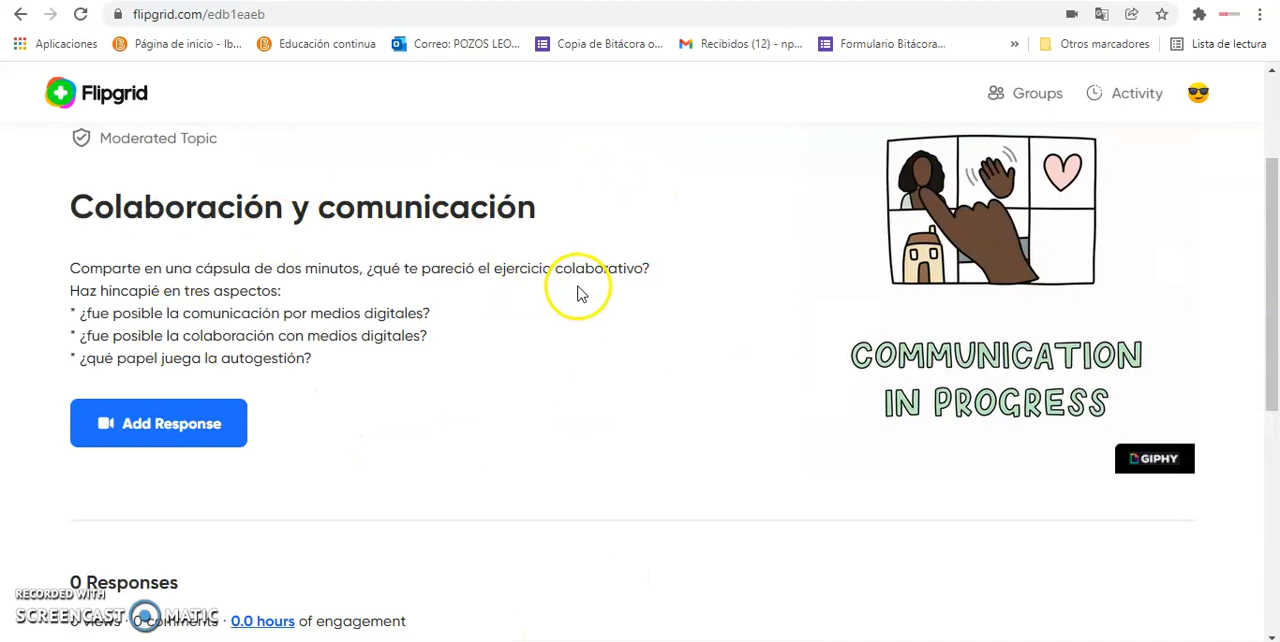 flipgrid.com/edb1eaeb
Aplicaciones Página de inicio - Ib... Educación continua Correo: POZOS LEO... Copia de Bitácora o... Recibidos (12) - np... Formulario Bitácora... » Otros marcadores Lista de lectura
Flipgrid Groups Activity
Moderated Topic
Colaboración y comunicación
Comparte en una cápsula de dos minutos, ¿qué te pareció el ejercicio colaborativo?
Haz hincapié en tres aspectos:
* ¿fue posible la comunicación por medios digitales?
* ¿fue posible la colaboración con medios digitales?
* ¿qué papel juega la autogestión?
Add Response
COMMUNICATION
IN PROGRESS
GIPHY
0 Responses
RECORDED WITH
SCREENCAST MATIC
views · 0 comments · 0.0 hours of engagement